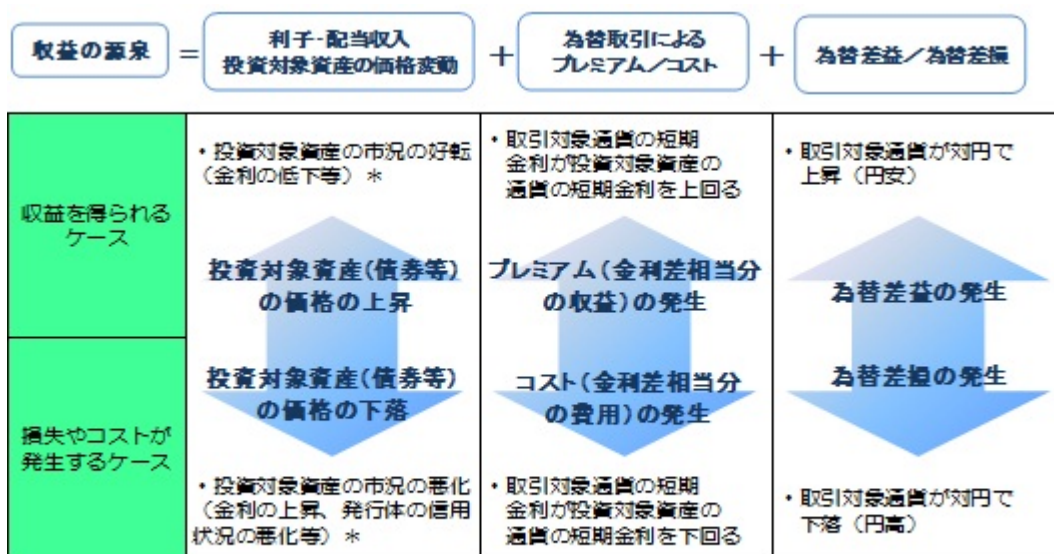 収益の源泉
=
利子・配当収入
投資対象資産の価格変動
+
為替取引による
プレミアム／コスト
+
為替差益／為替差損
収益を得られる
ケース
・投資対象資産の市況の好転
（金利の低下等）＊
投資対象資産（債券等）
の価格の上昇
・取引対象通貨の短期
金利が投資対象資産の
通貨の短期金利を上回る
プレミアム（金利差相当分
の収益）の発生
・取引対象通貨が対円で
上昇（円安）
為替差益の発生
損失やコストが
発生するケース
投資対象資産（債券等）
の価格の下落
・投資対象資産の市況の悪化
（金利の上昇、発行体の信用
状況の悪化等）＊
コスト（金利差相当分
の費用）の発生
・取引対象通貨の短期
金利が投資対象資産の
通貨の短期金利を下回る
為替差損の発生
・取引対象通貨が対円で
下落（円高）